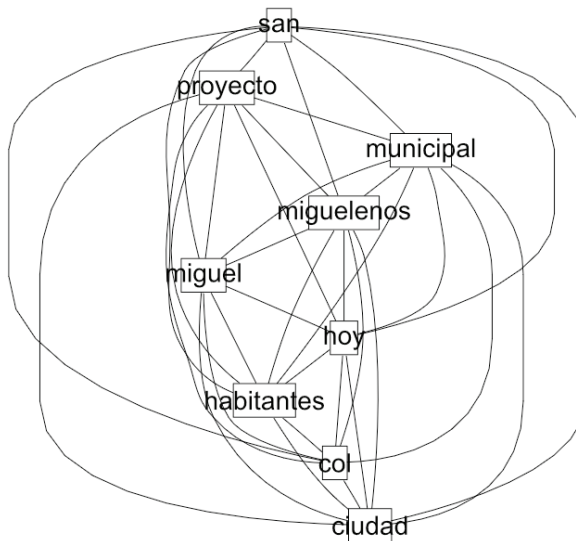 san
proyecto
municipal
miguelenos
miguel
hoy
habitantes
col
ciudad